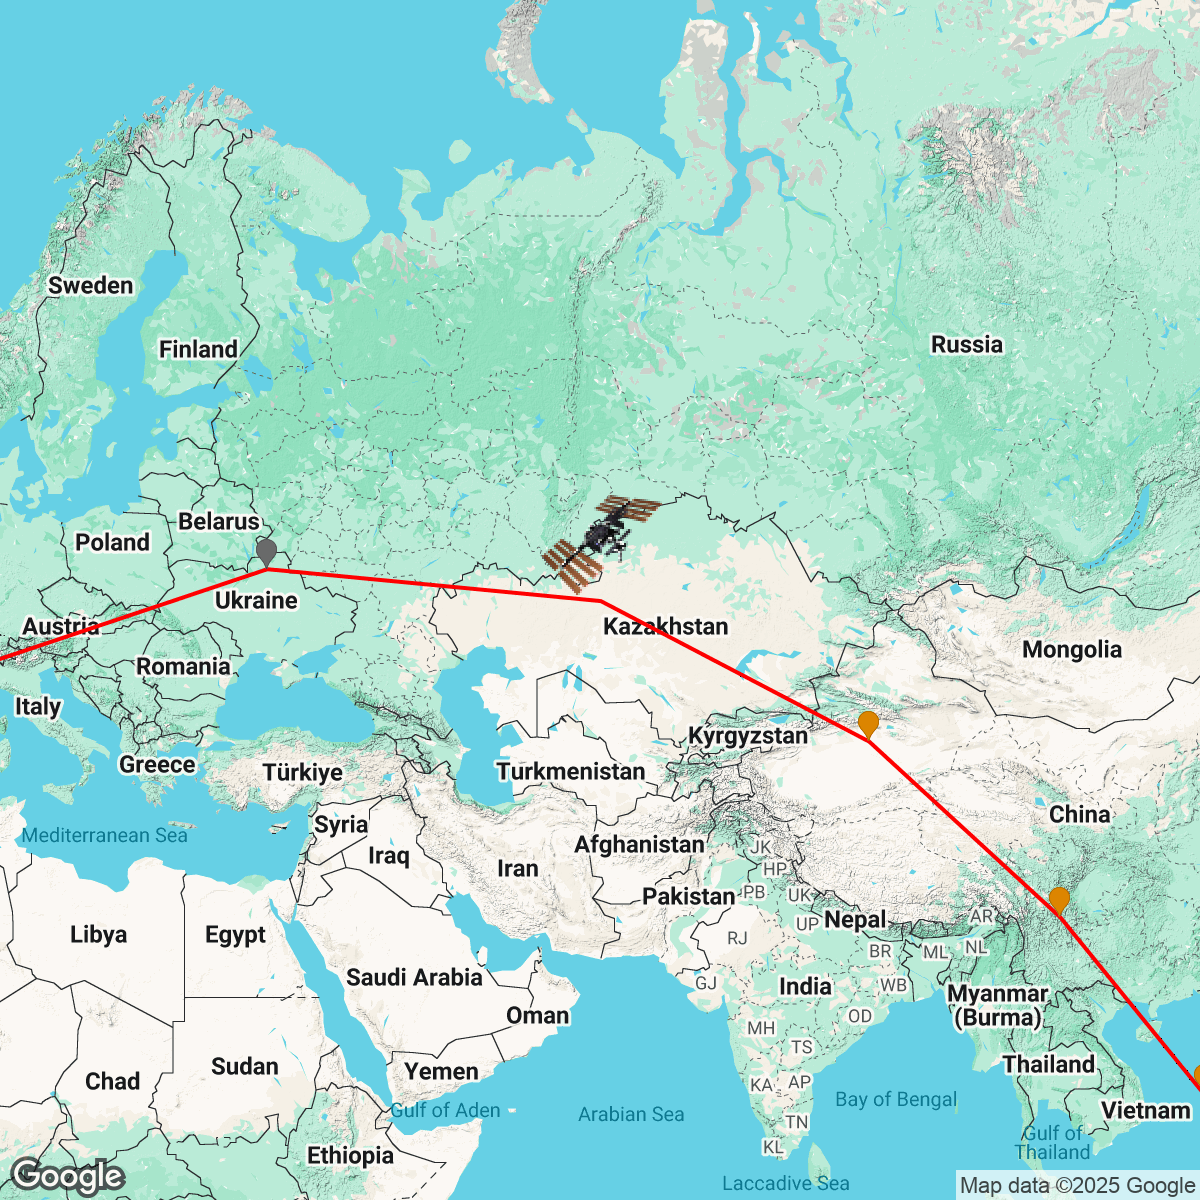 Sweden
Finland
Russia
Belarus
Poland
Ukraine
Austria
Kazakhstan
Mongolia
Romania
Italy
Kyrgyzstan
Greece
Türkiye
Turkmenistan
China
Syria
Mediterranean Sea
Afghanistan
JK
Iraq
Iran
HP
Pakistan
PB
UK
Nepal
AR
UP
Libya
Egypt
RJ
BR
ML
NL
Saudi Arabia
GJ
India
WB
Myanmar
(Burma)
Oman
OD
MH
TS
Sudan
Thailand
Chad
Yemen
KA
AP
Bay of Bengal
Gulf of Aden
Arabian Sea
Vietnam
TN
Gulf of
Thailand
KL
Ethiopia
Laccadive Sea
Google
Map data ©2025 Google